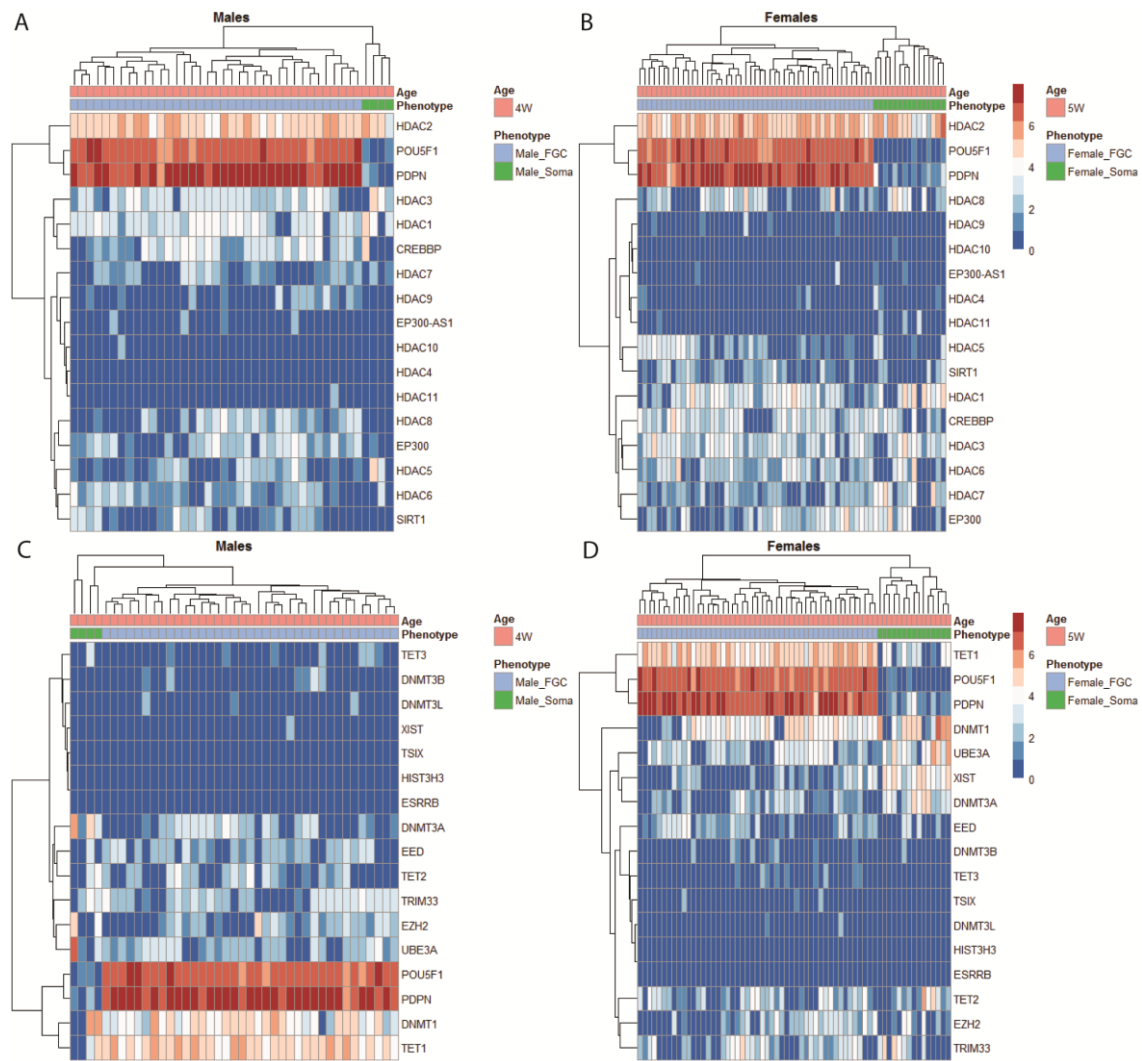 A
Males
Age
Phenotype
HDAC2
POU5F1
PDPN
HDAC3
HDAC1
CREBBP
HDAC7
HDAC9
EP300-AS1
HDAC10
HDAC4
HDAC11
HDAC8
EP300
HDAC5
HDAC6
SIRT1
Age
4W
Phenotype
Male_FGC
Male_Soma
B
Females
Age
Phenotype
HDAC2
POU5F1
PDPN
HDAC8
HDAC9
HDAC10
EP300-AS1
HDAC4
HDAC11
HDAC5
SIRT1
HDAC1
CREBBP
HDAC3
HDAC6
HDAC7
EP300
6
4
2
0
Age
5W
Phenotype
Female_FGC
Female_Soma
C
Males
Age
Phenotype
TET3
DNMT3B
DNMT3L
XIST
TSIX
HIST3H3
ESRRB
DNMT3A
EED
TET2
TRIM33
EZH2
UBE3A
POU5F1
PDPN
DNMT1
TET1
Age
4W
Phenotype
Male_FGC
Male_Soma
D
Females
Age
Phenotype
TET1
POU5F1
PDPN
DNMT1
UBE3A
XIST
DNMT3A
EED
DNMT3B
TET3
TSIX
DNMT3L
HIST3H3
ESRRB
TET2
EZH2
TRIM33
6
4
2
0
Age
5W
Phenotype
Female_FGC
Female_Soma